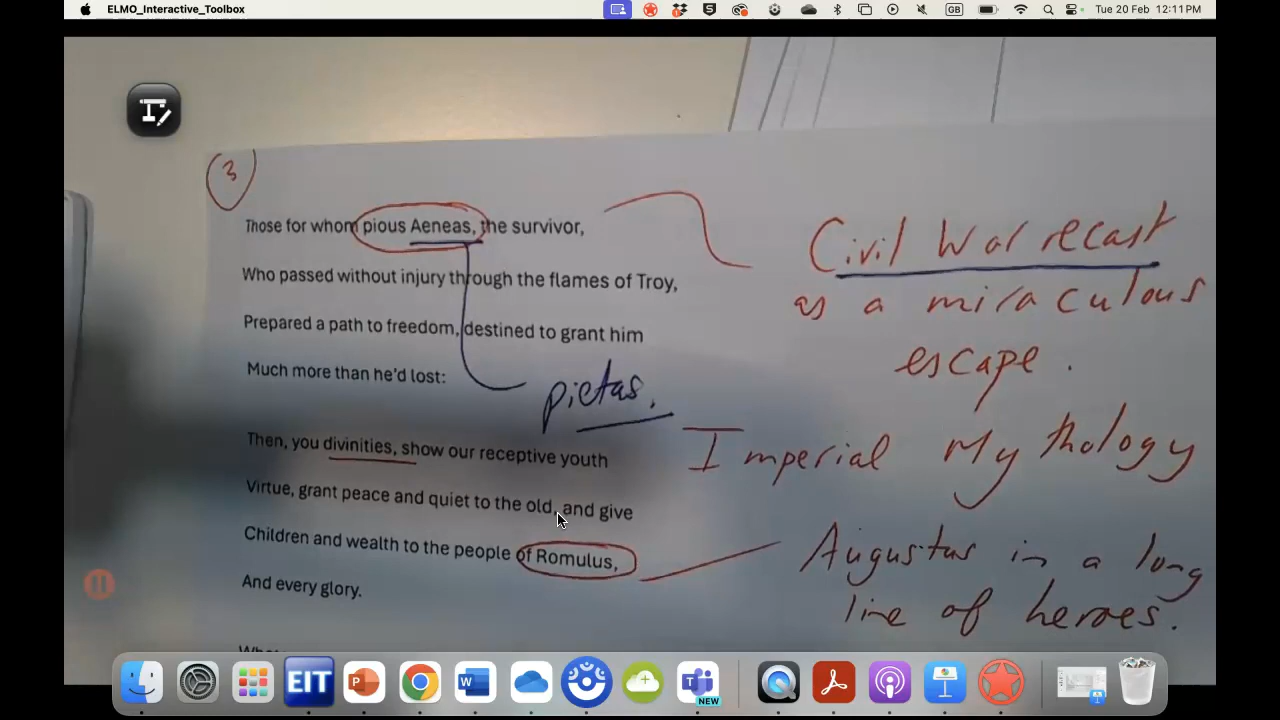 ELMO_Interactive_Toolbox
GB
Tue 20 Feb 12:11 PM
3
Those for whom pious Aeneas, the survivor,
Who passed without injury through the flames of Troy,
Prepared a path to freedom, destined to grant him
Much more than he'd lost:
pietas.
Then, you divinities, show our receptive youth
Virtue, grant peace and quiet to the old, and give
Children and wealth to the people of Romulus,
And every glory.
Civil War recast
as a miraculous
escape.
Imperial Mythology
Augustus in a long
line of heroes.
EIT
P
W
T
NEW